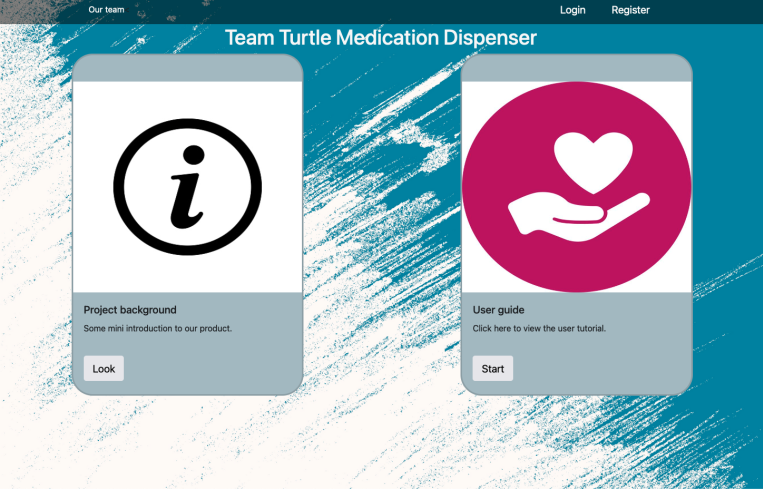 Our team
Login
Register
Team Turtle Medication Dispenser
i
Project background
Some mini introduction to our product.
Look
User guide
Click here to view the user tutorial.
Start